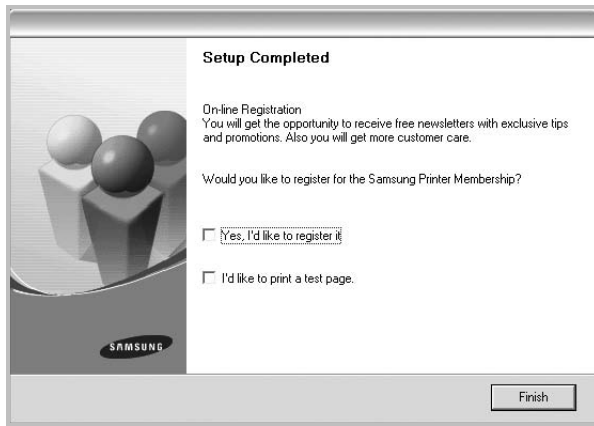 Setup Completed
On-line Registration
You will get the opportunity to receive free newsletters with exclusive tips
and promotions. Also you will get more customer care.
Would you like to register for the Samsung Printer Membership?
Yes, I'd like to register it
I'd like to print a test page.
SAMSUNG
Finish